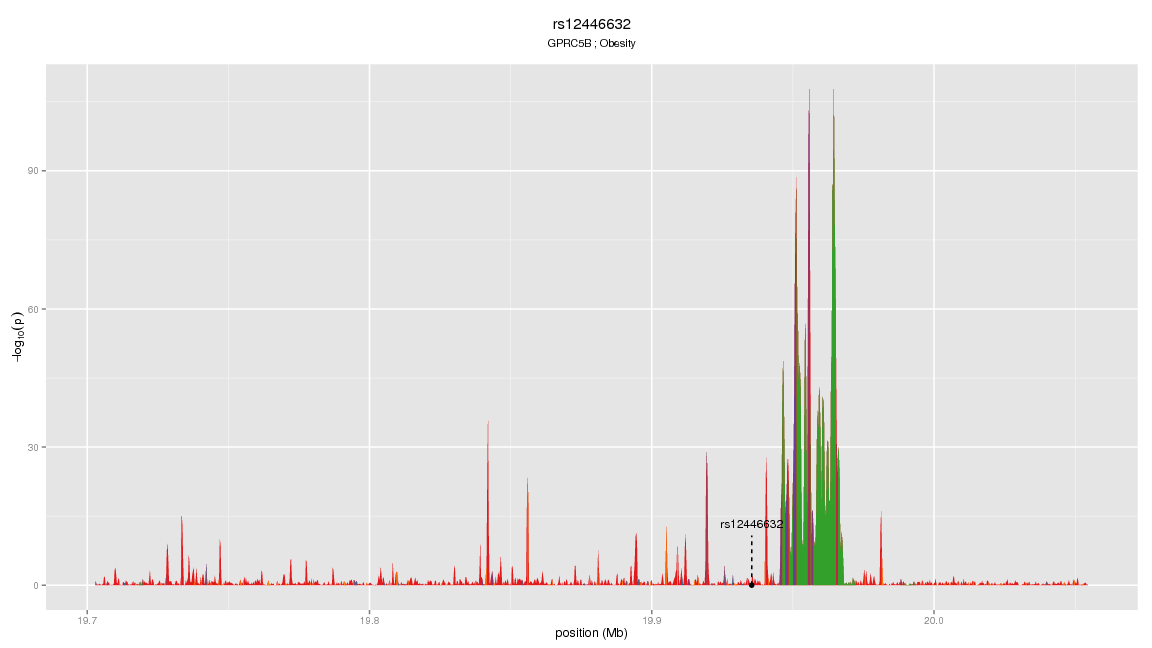 rs12446632
GPRC5B ; Obesity
90
60
30
0
−log10(p)
rs12446632
19.7 19.8 19.9 20.0
position (Mb)